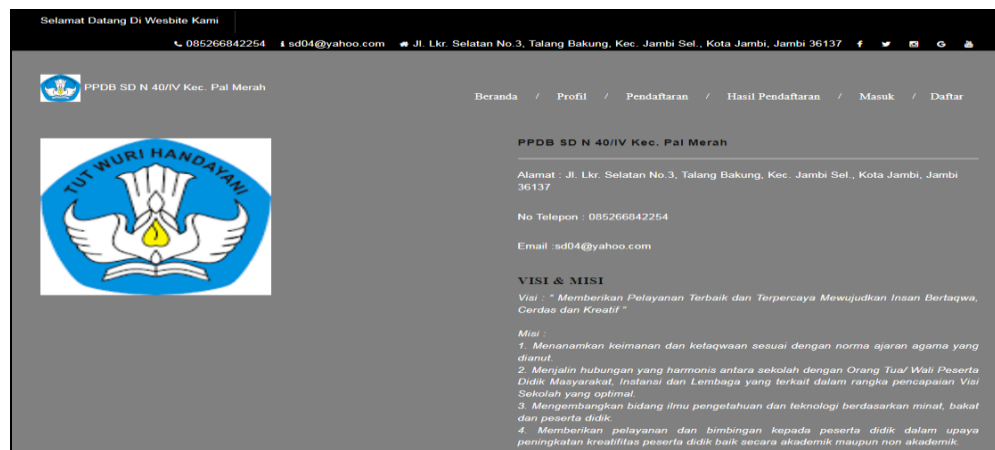 Selamat Datang Di Wesbite Kami
085266842254 sd04@yahoo.com Jl. Lkr. Selatan No.3, Talang Bakung, Kec. Jambi Sel., Kota Jambi, Jambi 36137
PPDB SD N 40/IV Kec. Pal Merah
Beranda / Profil / Pendaftaran / Hasil Pendaftaran / Masuk / Daftar
TUT WURI HANDAYANI
PPDB SD N 40/IV Kec. Pal Merah
Alamat : Jl. Lkr. Selatan No.3, Talang Bakung, Kec. Jambi Sel., Kota Jambi, Jambi
36137
No Telepon : 085266842254
Email :sd04@yahoo.com
VISI & MISI
Visi : " Memberikan Pelayanan Terbaik dan Terpercaya Mewujudkan Insan Bertaqwa,
Cerdas dan Kreatif "
Misi :
1. Menanamkan keimanan dan ketaqwaan sesuai dengan norma ajaran agama yang
dianut.
2. Menjalin hubungan yang harmonis antara sekolah dengan Orang Tua/ Wali Peserta
Didik Masyarakat, Instansi dan Lembaga yang terkait dalam rangka pencapaian Visi
Sekolah yang optimal.
3. Mengembangkan bidang ilmu pengetahuan dan teknologi berdasarkan minat, bakat
dan peserta didik.
4. Memberikan pelayanan dan bimbingan kepada peserta didik dalam upaya
peningkatan kreatifitas peserta didik baik secara akademik maupun non akademik.